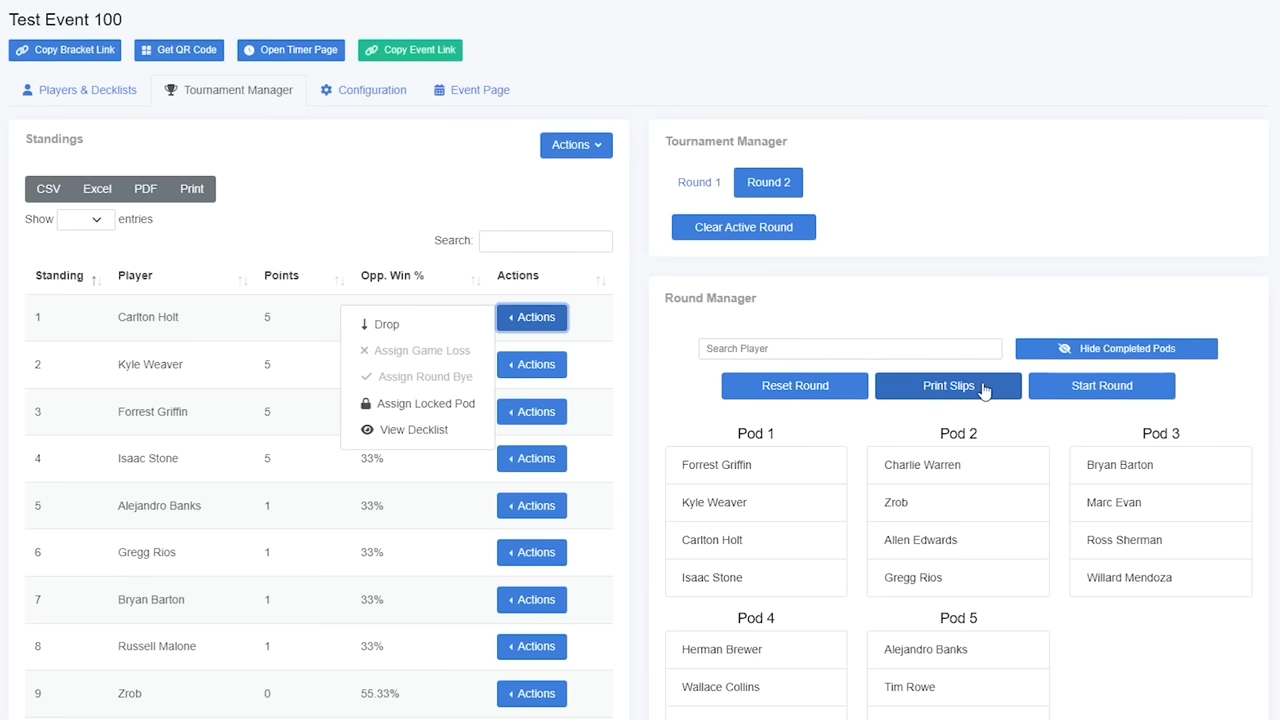 Test Event 100
Copy Bracket Link Get QR Code Open Timer Page Copy Event Link
Players & Decklists Tournament Manager Configuration Event Page
Standings
Actions
CSV Excel PDF Print
Show entries
Search:
Standing Player Points Opp. Win % Actions
1 Carlton Holt 5 Actions
2 Kyle Weaver 5 Actions
3 Forrest Griffin 5 Actions
4 Isaac Stone 5 33% Actions
5 Alejandro Banks 1 33% Actions
6 Gregg Rios 1 33% Actions
7 Bryan Barton 1 33% Actions
8 Russell Malone 1 33% Actions
9 Zrob 0 55.33% Actions
Drop
Assign Game Loss
Assign Round Bye
Assign Locked Pod
View Decklist
Tournament Manager
Round 1 Round 2
Clear Active Round
Round Manager
Search Player Hide Completed Pods
Reset Round Print Slips Start Round
Pod 1
Forrest Griffin
Kyle Weaver
Carlton Holt
Isaac Stone
Pod 2
Charlie Warren
Zrob
Allen Edwards
Gregg Rios
Pod 3
Bryan Barton
Marc Evan
Ross Sherman
Willard Mendoza
Pod 4
Herman Brewer
Wallace Collins
Pod 5
Alejandro Banks
Tim Rowe